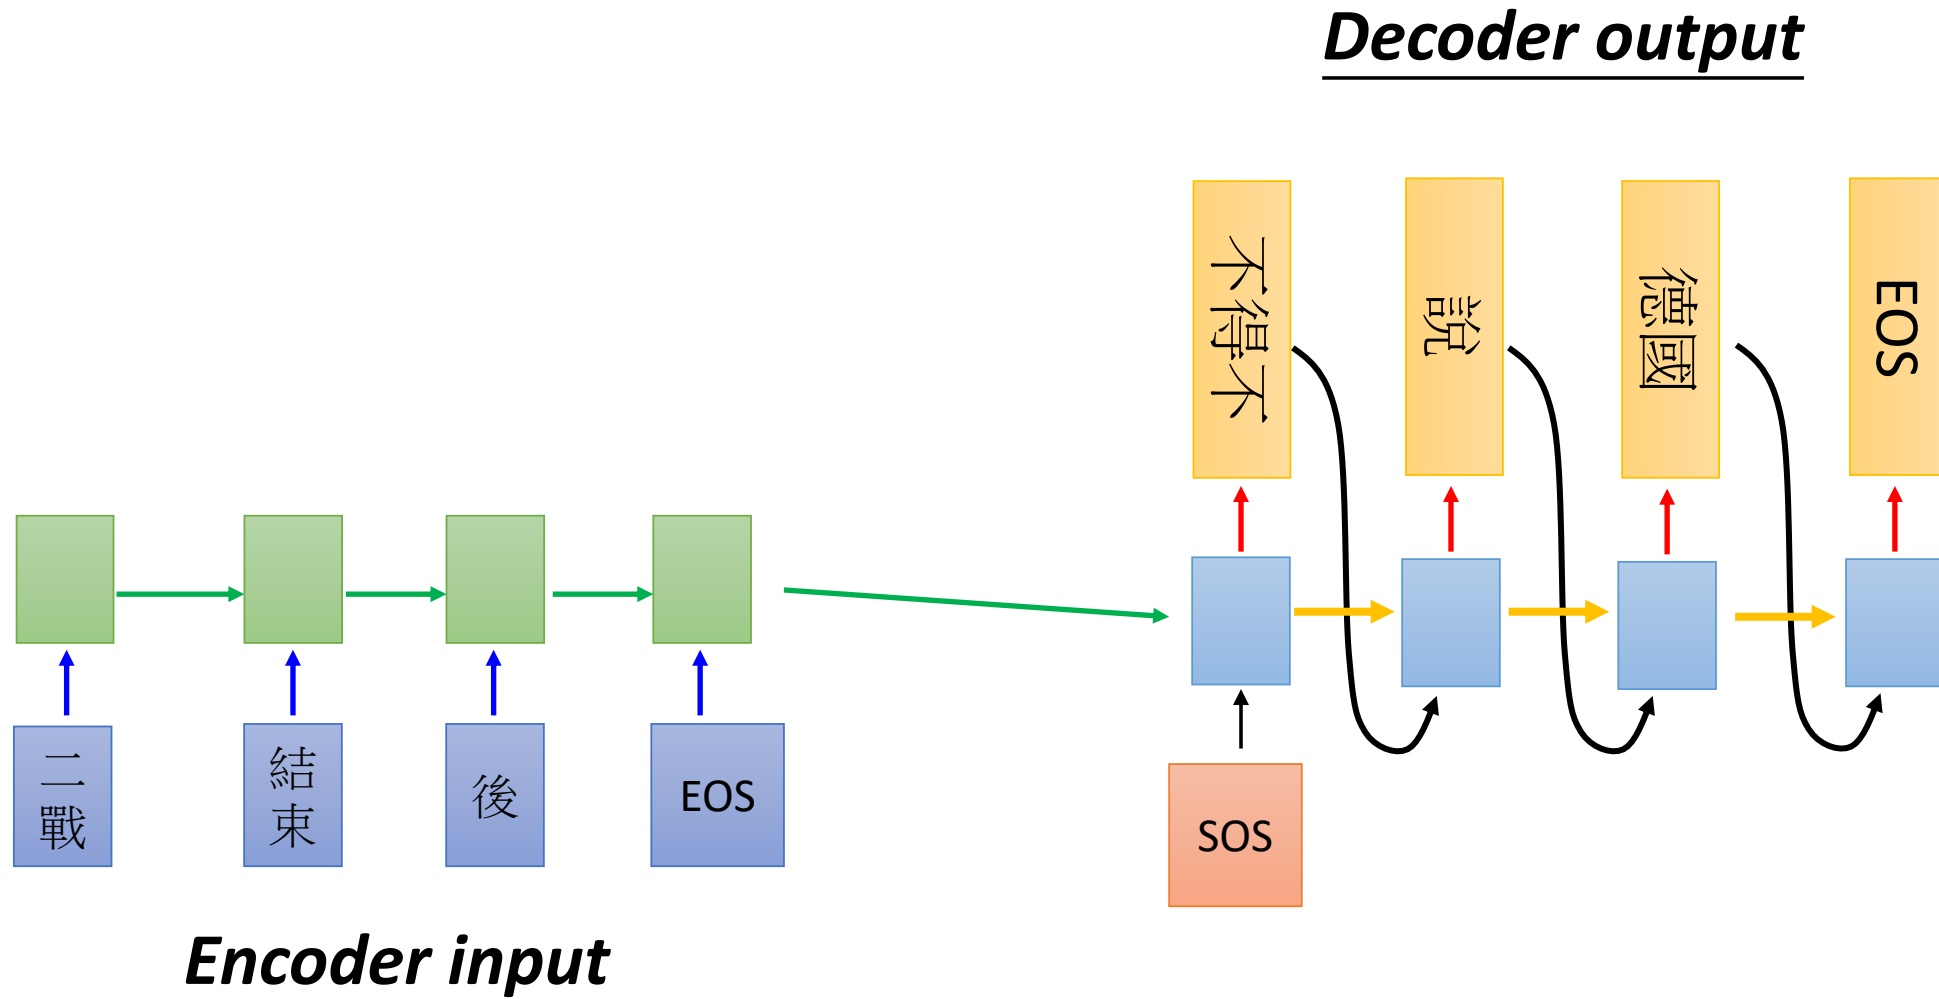 Decoder output
不得不
說
德國
EOS
二
戰
結
束
後
EOS
SOS
Encoder input